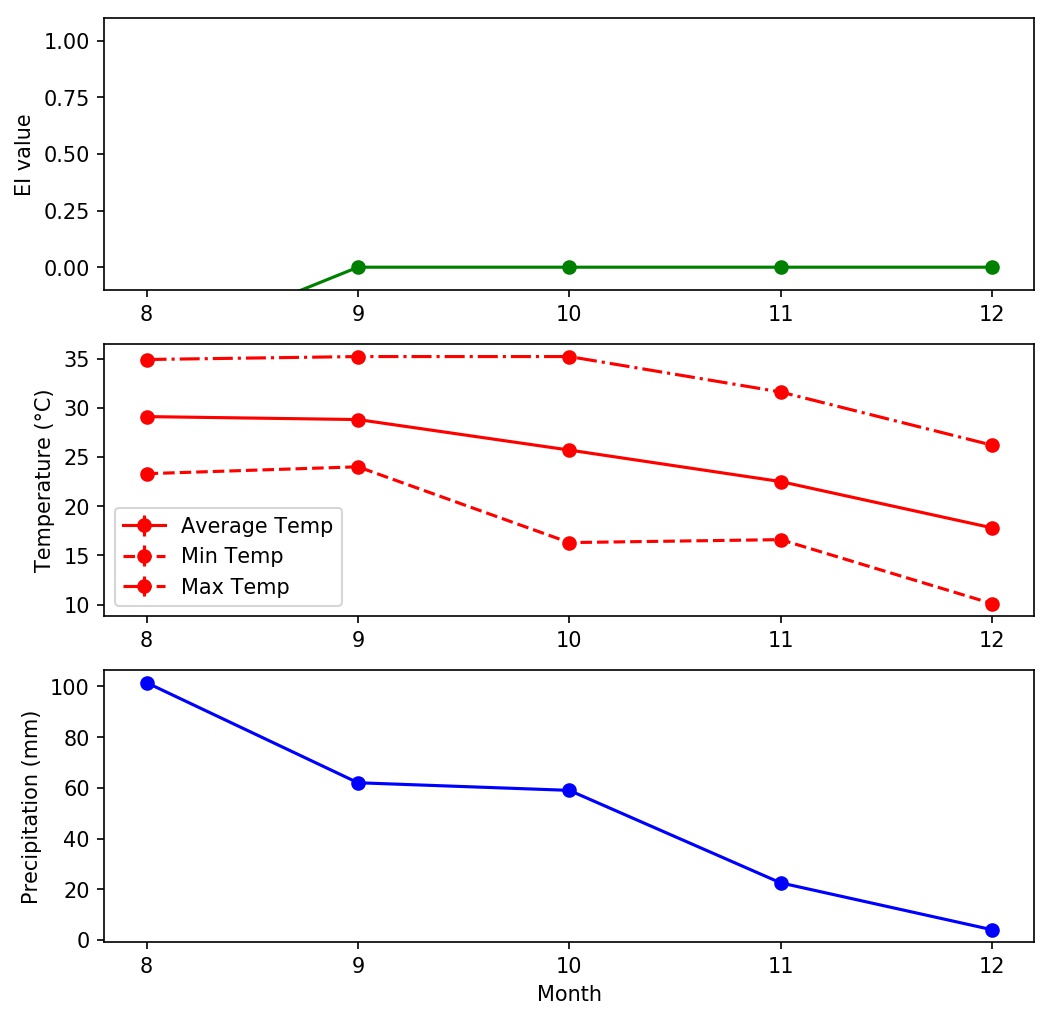 1.00
0.75
0.50
0.25
0.00
EI value
8 9 10 11 12
35
30
25
20
15
10
Temperature (°C)
Average Temp
Min Temp
Max Temp
8 9 10 11 12
100
80
60
40
20
0
Precipitation (mm)
8 9 10 11 12
Month